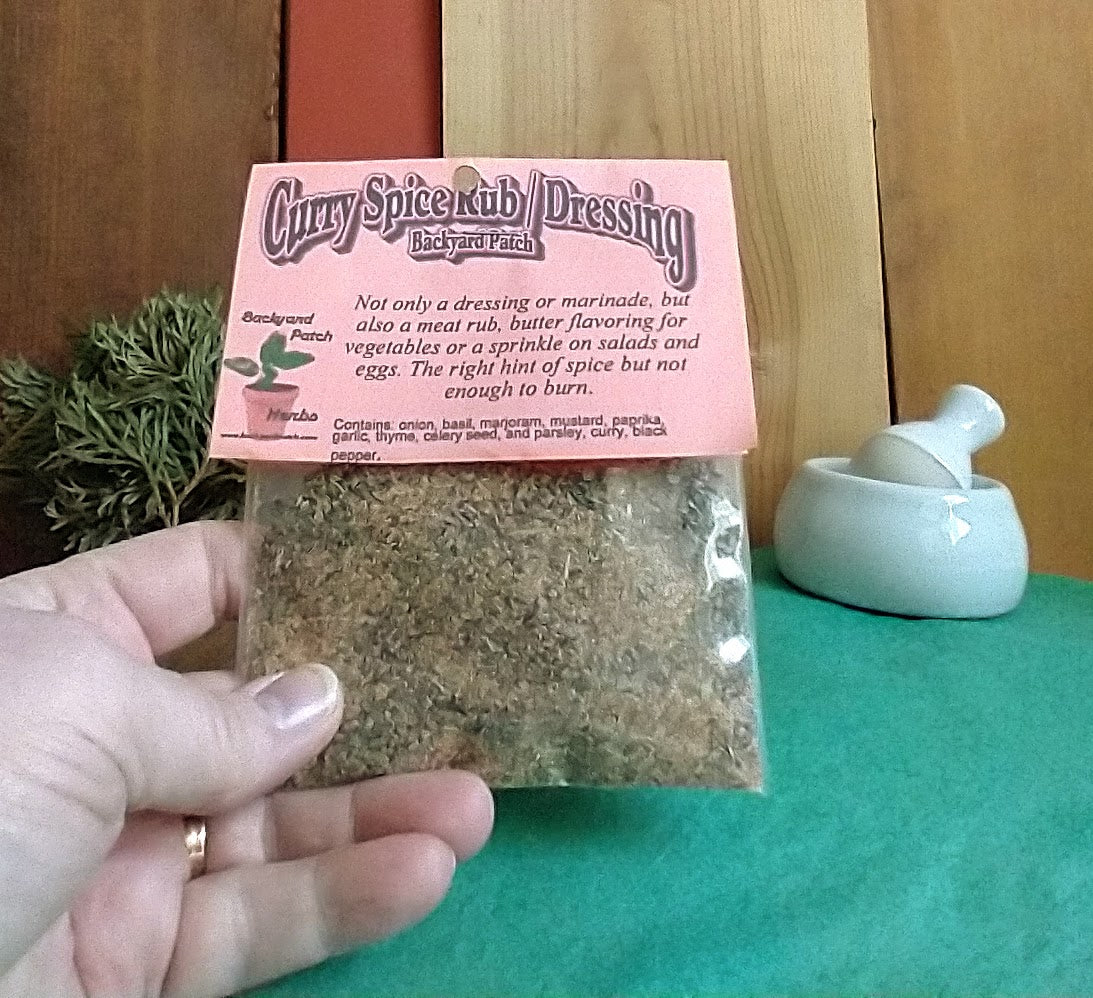 Curry Spice Rub/Dressing
Backyard Patch
Not only a dressing or marinade, but
also a meat rub, butter flavoring for
vegetables or a sprinkle on salads and
eggs. The right hint of spice but not
enough to burn.
Backyard
Patch
Herbs
Contains: onion, basil, marjoram, mustard, paprika,
garlic, thyme, celery seed, and parsley, curry, black
pepper.